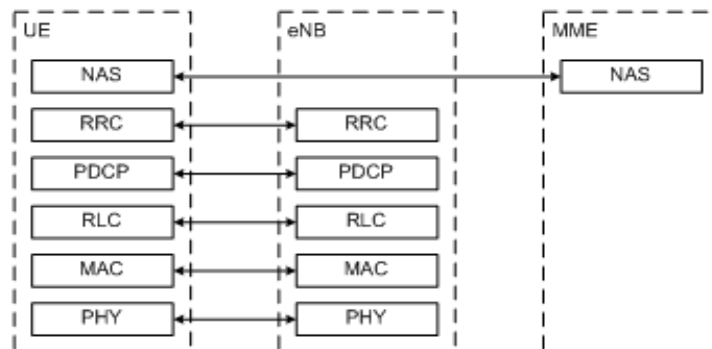 UE eNB MME
NAS NAS
RRC RRC
PDCP PDCP
RLC RLC
MAC MAC
PHY PHY